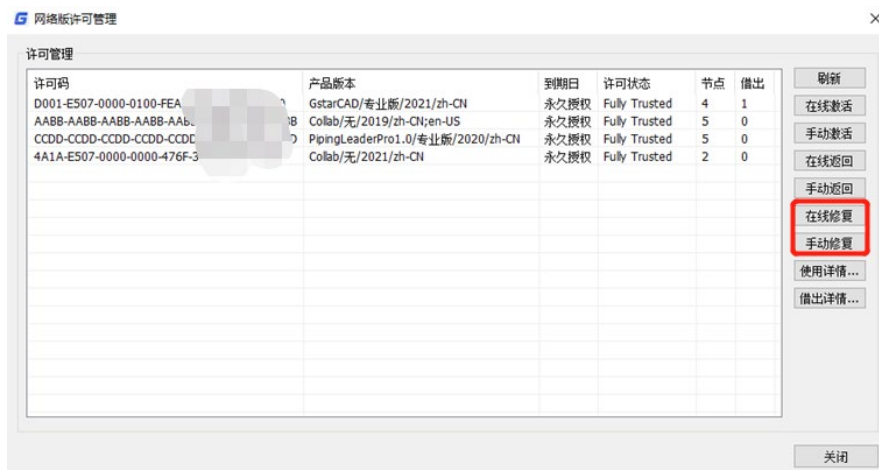 网络版许可管理
许可管理
许可码 产品版本 到期日 许可状态 节点 借出
D001-E507-0000-0100-FEA GstarCAD/专业版/2021/zh-CN 永久授权 Fully Trusted 4 1
AABB-AABB-AABB-AABB-AAB 8B Collab/无/2019/zh-CN;en-US 永久授权 Fully Trusted 5 0
CCDD-CCDD-CCDD-CCDD-CCDD PipingLeaderPro1.0/专业版/2020/zh-CN 永久授权 Fully Trusted 5 0
4A1A-E507-0000-0000-476F-3 Collab/无/2021/zh-CN 永久授权 Fully Trusted 2 0
刷新
在线激活
手动激活
在线返回
手动返回
在线修复
手动修复
使用详情...
借出详情...
关闭